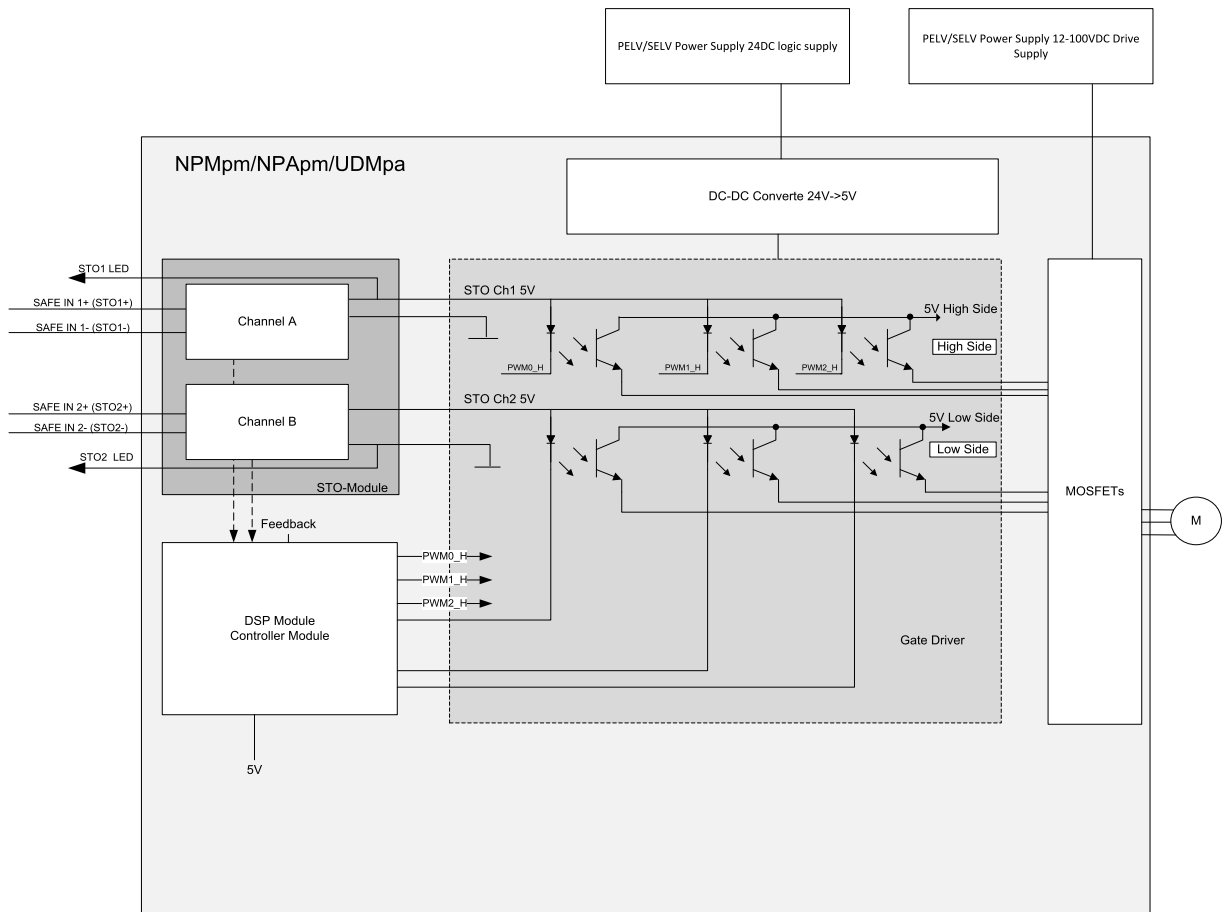 PELV/SELV Power Supply 24DC logic supply
PELV/SELV Power Supply 12-100VDC Drive
Supply
NPMpm/NPApm/UDMpa
DC-DC Converte 24V->5V
STO1 LED
SAFE IN 1+ (STO1+)
SAFE IN 1- (STO1-)
Channel A
STO Ch1 5V
5V High Side
High Side
PWM0_H
PWM1_H
PWM2_H
SAFE IN 2+ (STO2+)
SAFE IN 2- (STO2-)
STO2 LED
Channel B
STO-Module
STO Ch2 5V
5V Low Side
Low Side
MOSFETs
M
Feedback
PWM0_H
PWM1_H
PWM2_H
DSP Module
Controller Module
Gate Driver
5V